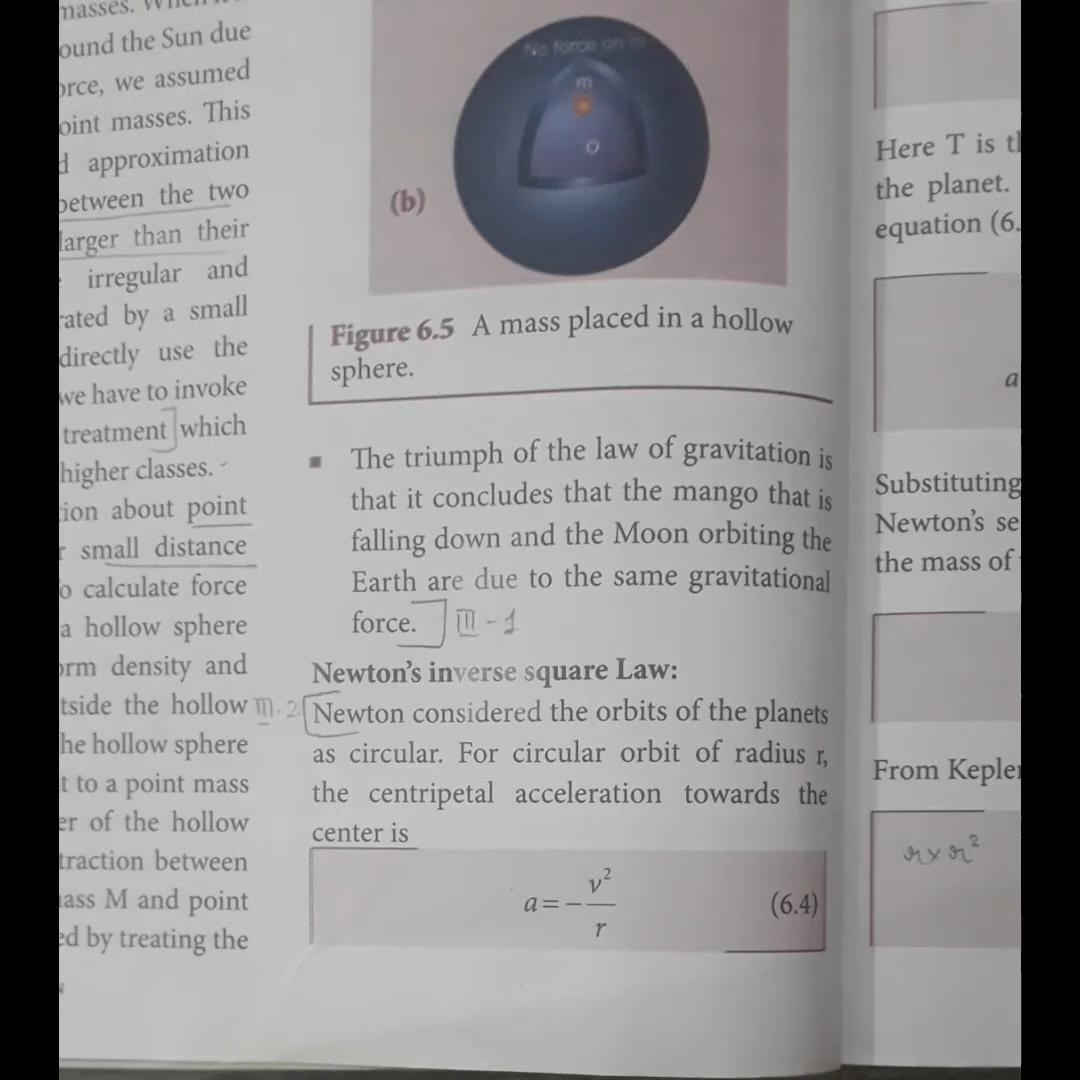 masses.
ound the Sun due
orce, we assumed
oint masses. This
d approximation
between the two
larger than their
irregular and
rated by a small
directly use the
we have to invoke
treatment which
higher classes.
tion about point
r small distance
o calculate force
a hollow sphere
orm density and
tside the hollow
he hollow sphere
t to a point mass
er of the hollow
traction between
ass M and point
ed by treating the
No force on m
m
O
(b)
Figure 6.5 A mass placed in a hollow
sphere.
▪ The triumph of the law of gravitation is
that it concludes that the mango that is
falling down and the Moon orbiting the
Earth are due to the same gravitational
force. III - 1
Newton's inverse square Law:
III - 2 Newton considered the orbits of the planets
as circular. For circular orbit of radius r,
the centripetal acceleration towards the
center is
a = - v² / r (6.4)
Here T is t
the planet.
equation (6.
a
Substituting
Newton's se
the mass of
From Kepler
r x r²